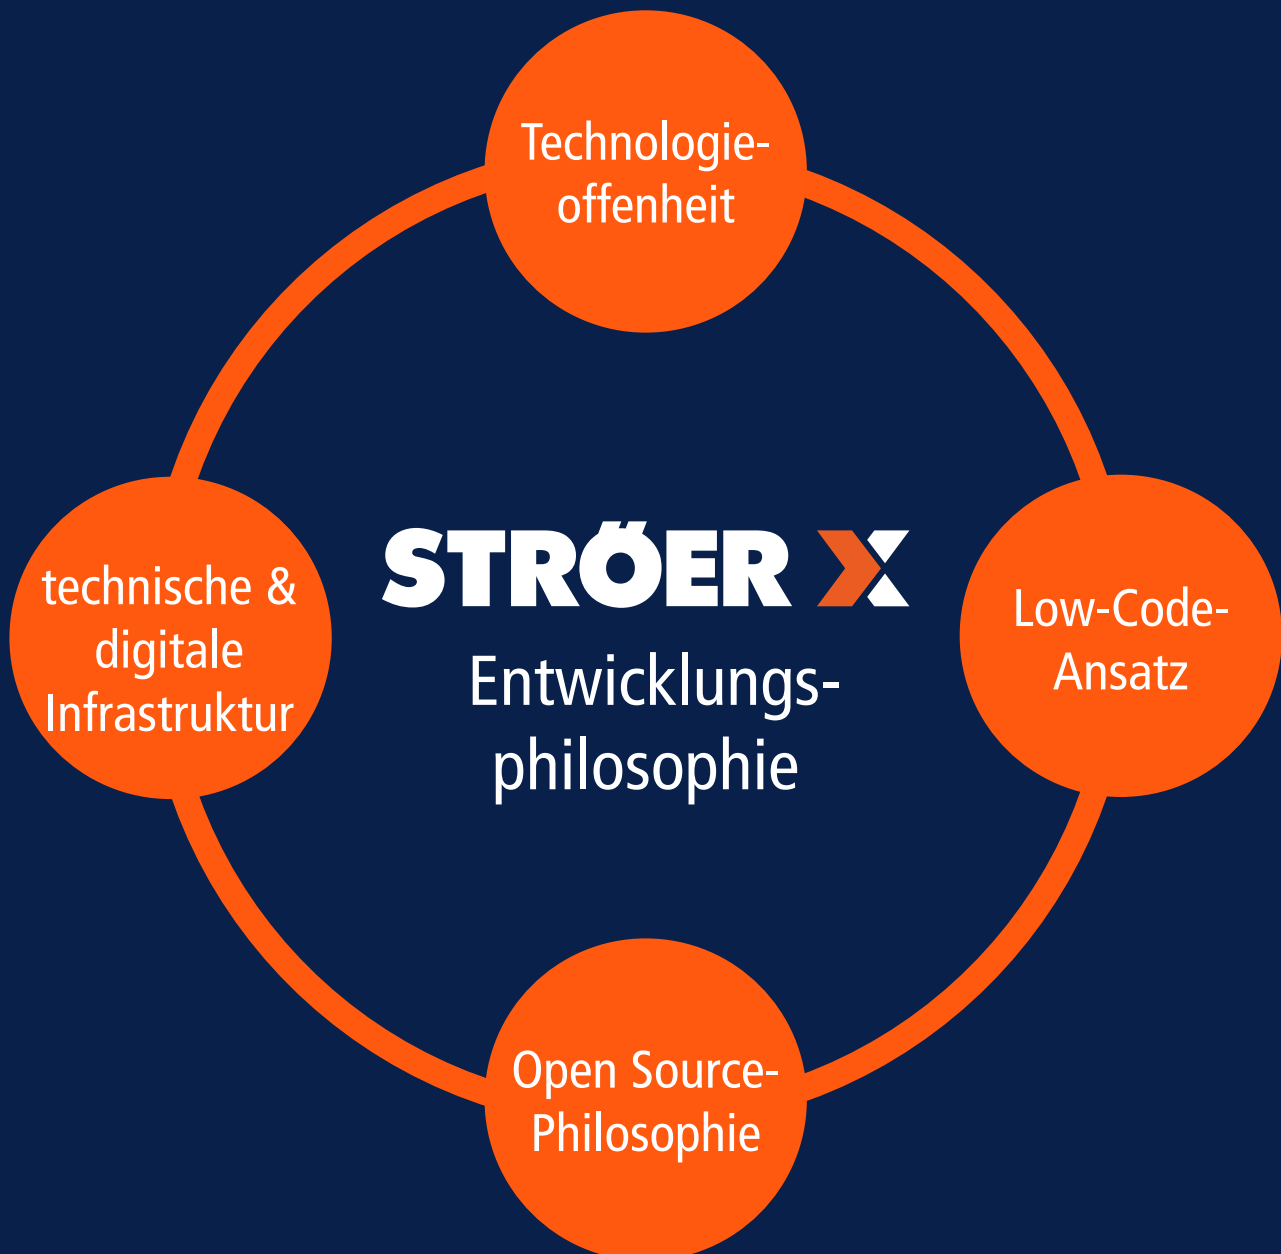 Technologie-
offenheit
technische &
digitale
Infrastruktur
STRÖER X
Entwicklungs-
philosophie
Low-Code-
Ansatz
Open Source-
Philosophie